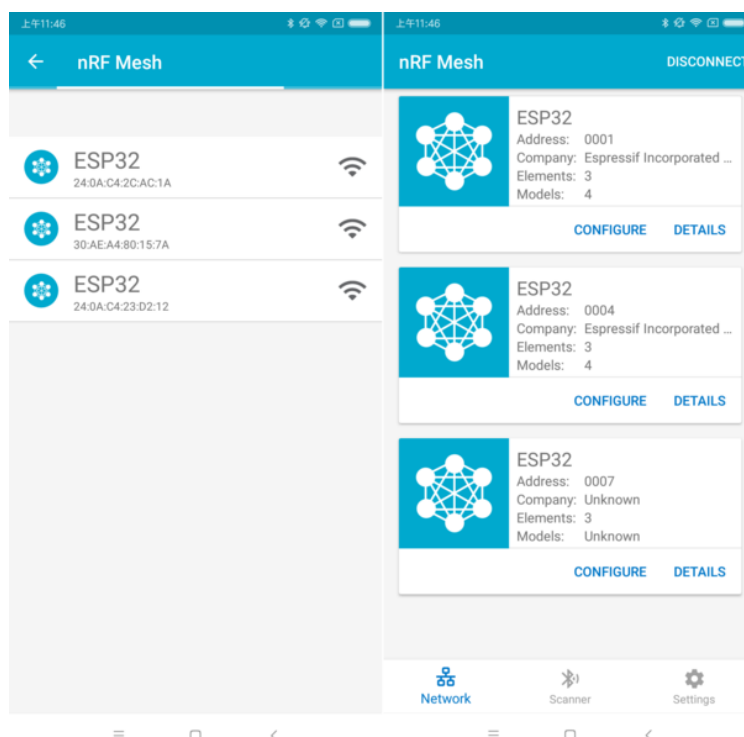 上午11:46
nRF Mesh
ESP32
24:0A:C4:2C:AC:1A
ESP32
30:AE:A4:80:15:7A
ESP32
24:0A:C4:23:D2:12
上午11:46
nRF Mesh
DISCONNECT
ESP32
Address: 0001
Company: Espressif Incorporated ...
Elements: 3
Models: 4
CONFIGURE DETAILS
ESP32
Address: 0004
Company: Espressif Incorporated ...
Elements: 3
Models: 4
CONFIGURE DETAILS
ESP32
Address: 0007
Company: Unknown
Elements: 3
Models: Unknown
CONFIGURE DETAILS
Network Scanner Settings